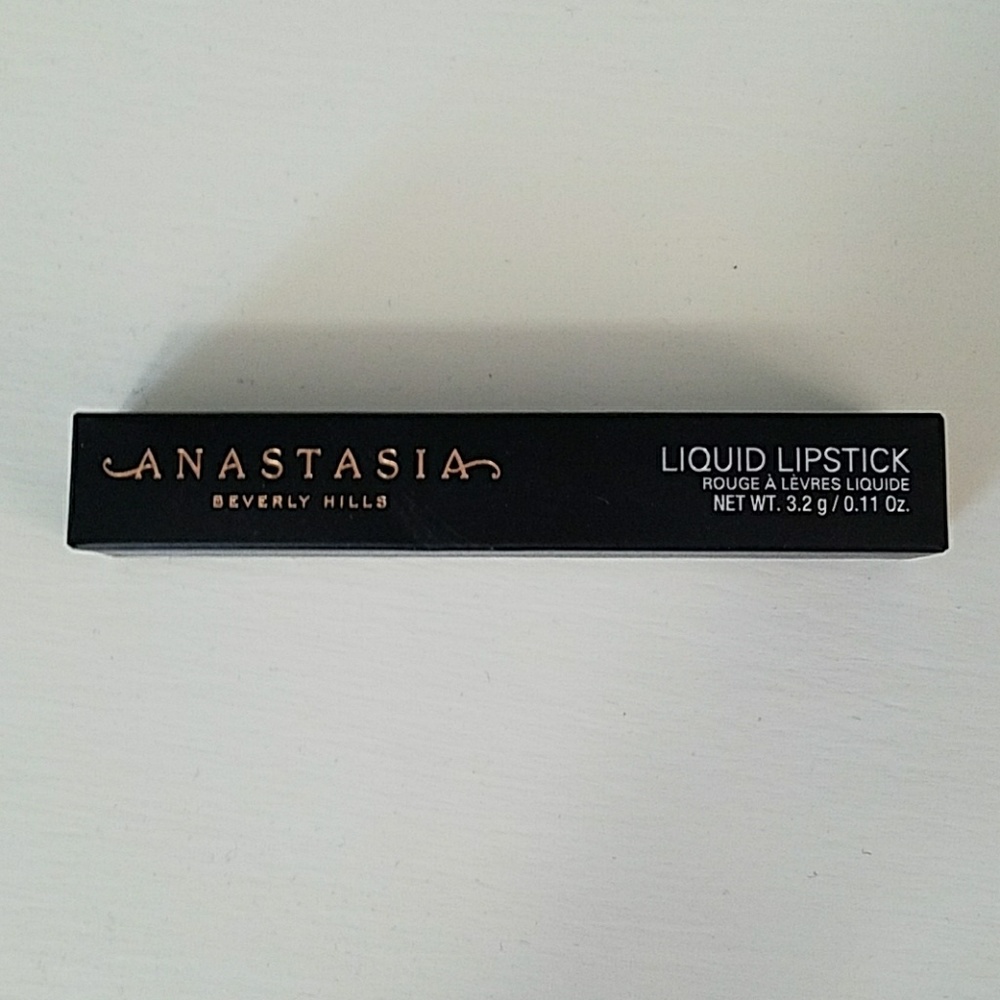 ANASTASIA
BEVERLY HILLS
LIQUID LIPSTICK
ROUGE À LÈVRES LIQUIDE
NET WT. 3.2 g / 0.11 Oz.